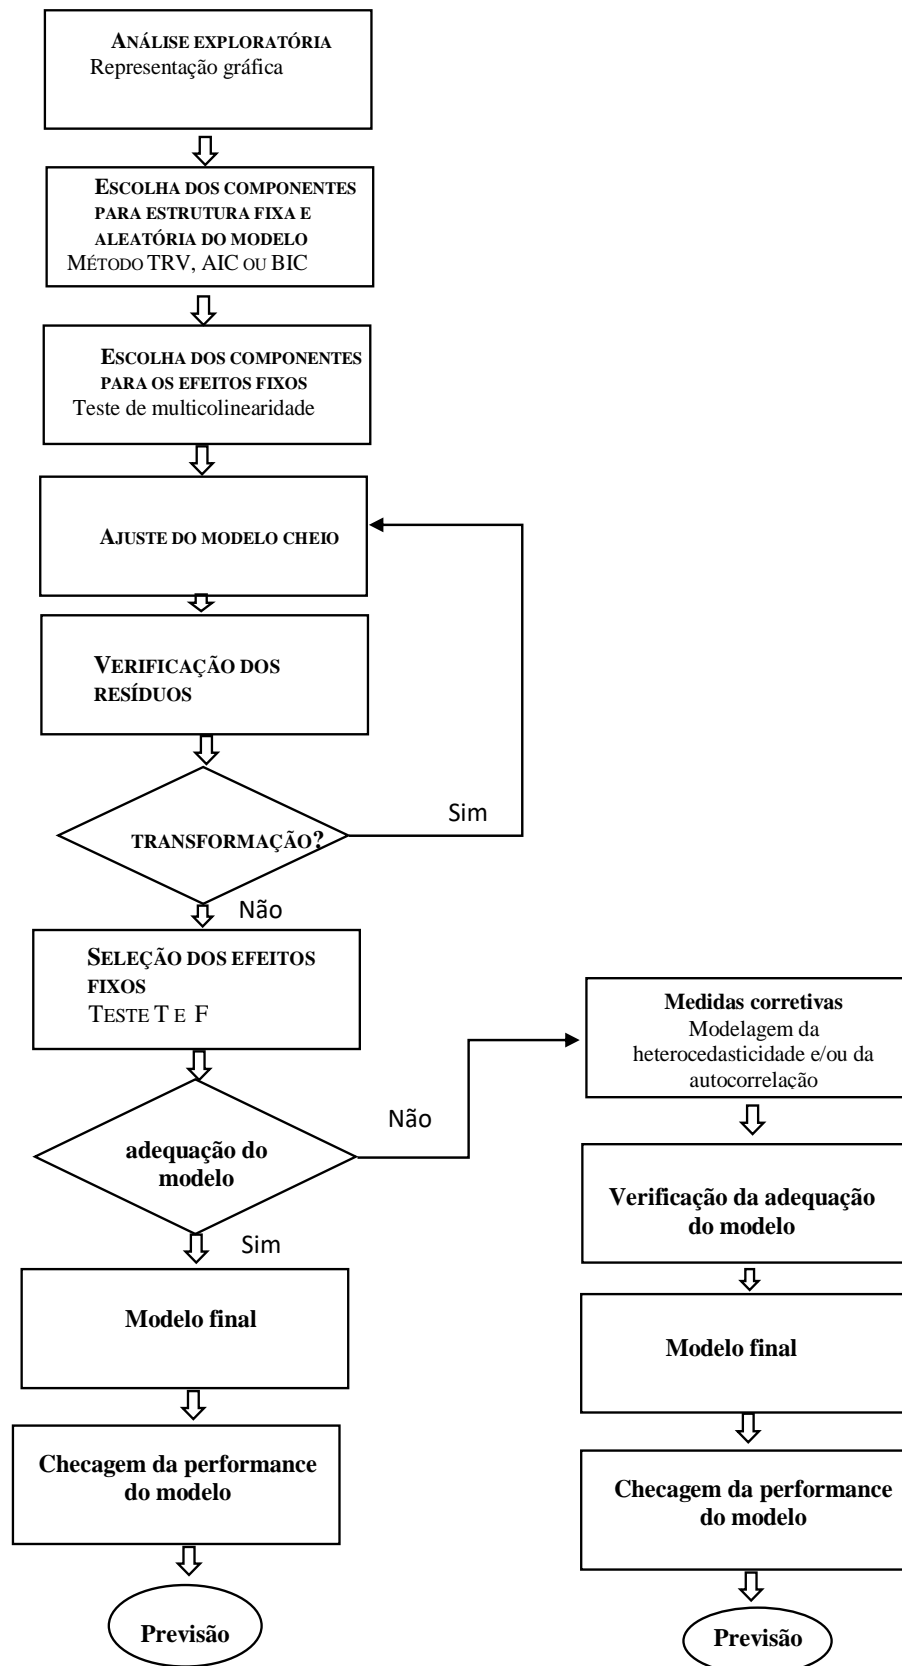 ANÁLISE EXPLORATÓRIA
Representação gráfica
ESCOLHA DOS COMPONENTES
PARA ESTRUTURA FIXA E
ALEATÓRIA DO MODELO
MÉTODO TRV, AIC OU BIC
ESCOLHA DOS COMPONENTES
PARA OS EFEITOS FIXOS
Teste de multicolinearidade
AJUSTE DO MODELO CHEIO
VERIFICAÇÃO DOS
RESÍDUOS
TRANSFORMAÇÃO?
Sim
Não
SELEÇÃO DOS EFEITOS
FIXOS
TESTE T E F
adequação do
modelo
Não
Sim
Modelo final
Checagem da performance
do modelo
Previsão
Medidas corretivas
Modelagem da
heterocedasticidade e/ou da
autocorrelação
Verificação da adequação
do modelo
Modelo final
Checagem da performance
do modelo
Previsão